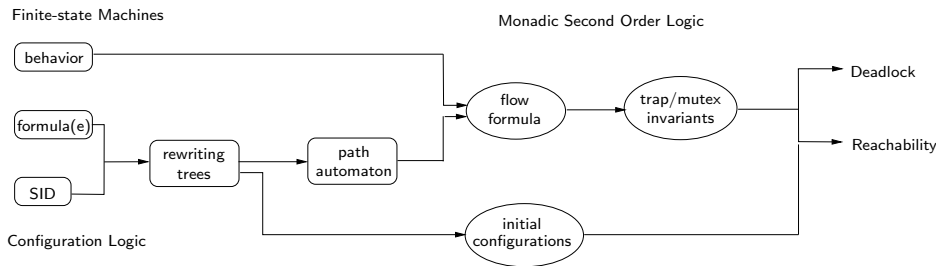 Finite-state Machines
Monadic Second Order Logic
behavior
Deadlock
flow
formula
trap/mutex
invariants
formula(e)
Reachability
rewriting
trees
path
automaton
SID
initial
configurations
Configuration Logic